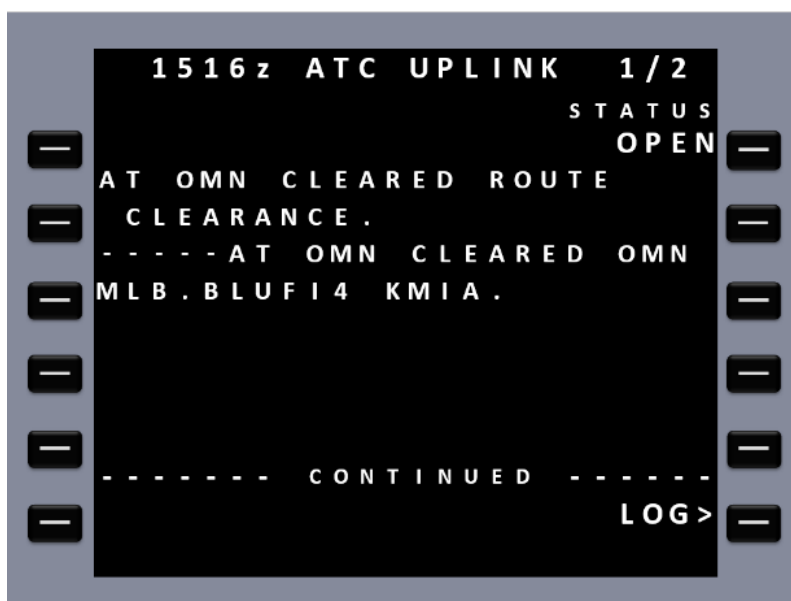 1516z ATC UPLINK 1/2
STATUS
OPEN
AT OMN CLEARED ROUTE
CLEARANCE.
-----AT OMN CLEARED OMN
MLB.BLUFI4 KMIA.
------- CONTINUED ------
LOG>